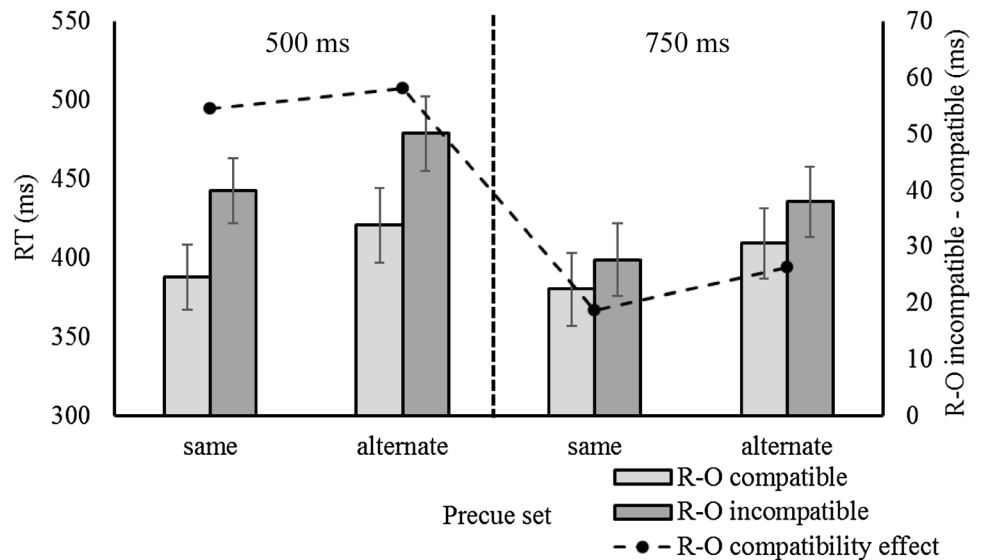 550
500
450
400
350
300
RT (ms)
500 ms
750 ms
70
60
50
40
30
20
10
0
R-O incompatible - compatible (ms)
same
alternate
same
alternate
Precue set
R-O compatible
R-O incompatible
R-O compatibility effect